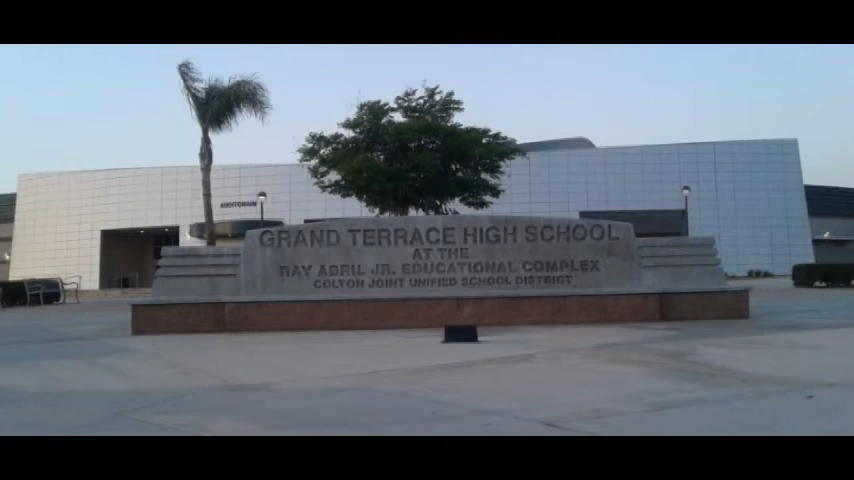 AUDITORIUM
GRAND TERRACE HIGH SCHOOL
AT THE
RAY ABRIL JR. EDUCATIONAL COMPLEX
COLTON JOINT UNIFIED SCHOOL DISTRICT